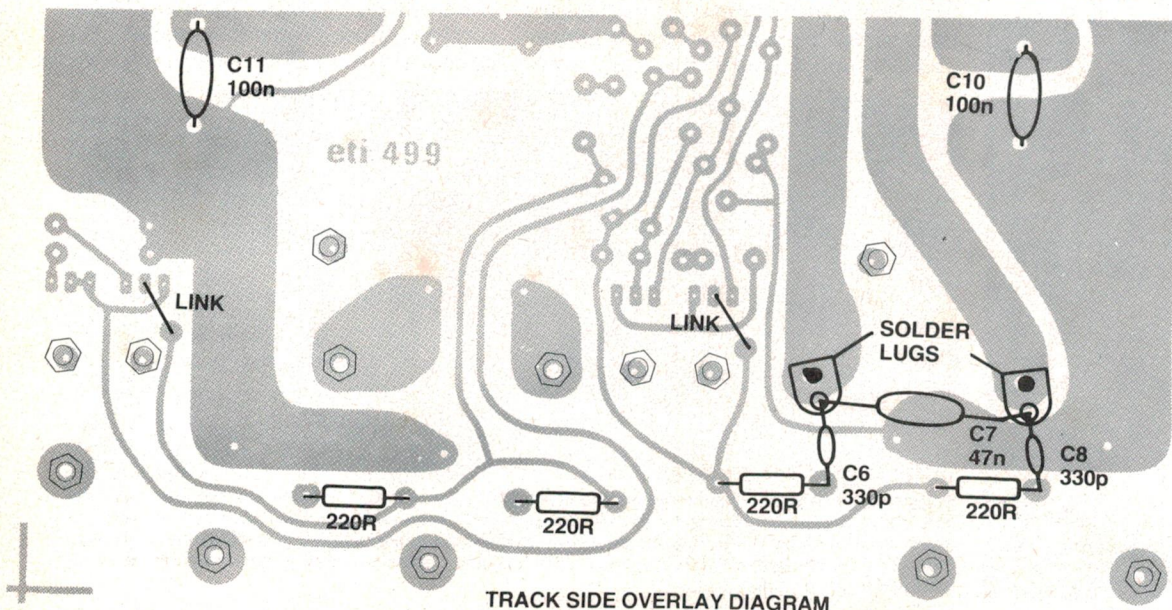 C11
100n
C10
100n
eti 499
LINK
LINK
SOLDER
LUGS
C7
47n
C8
330p
C6
330p
220R
220R
220R
220R
TRACK SIDE OVERLAY DIAGRAM